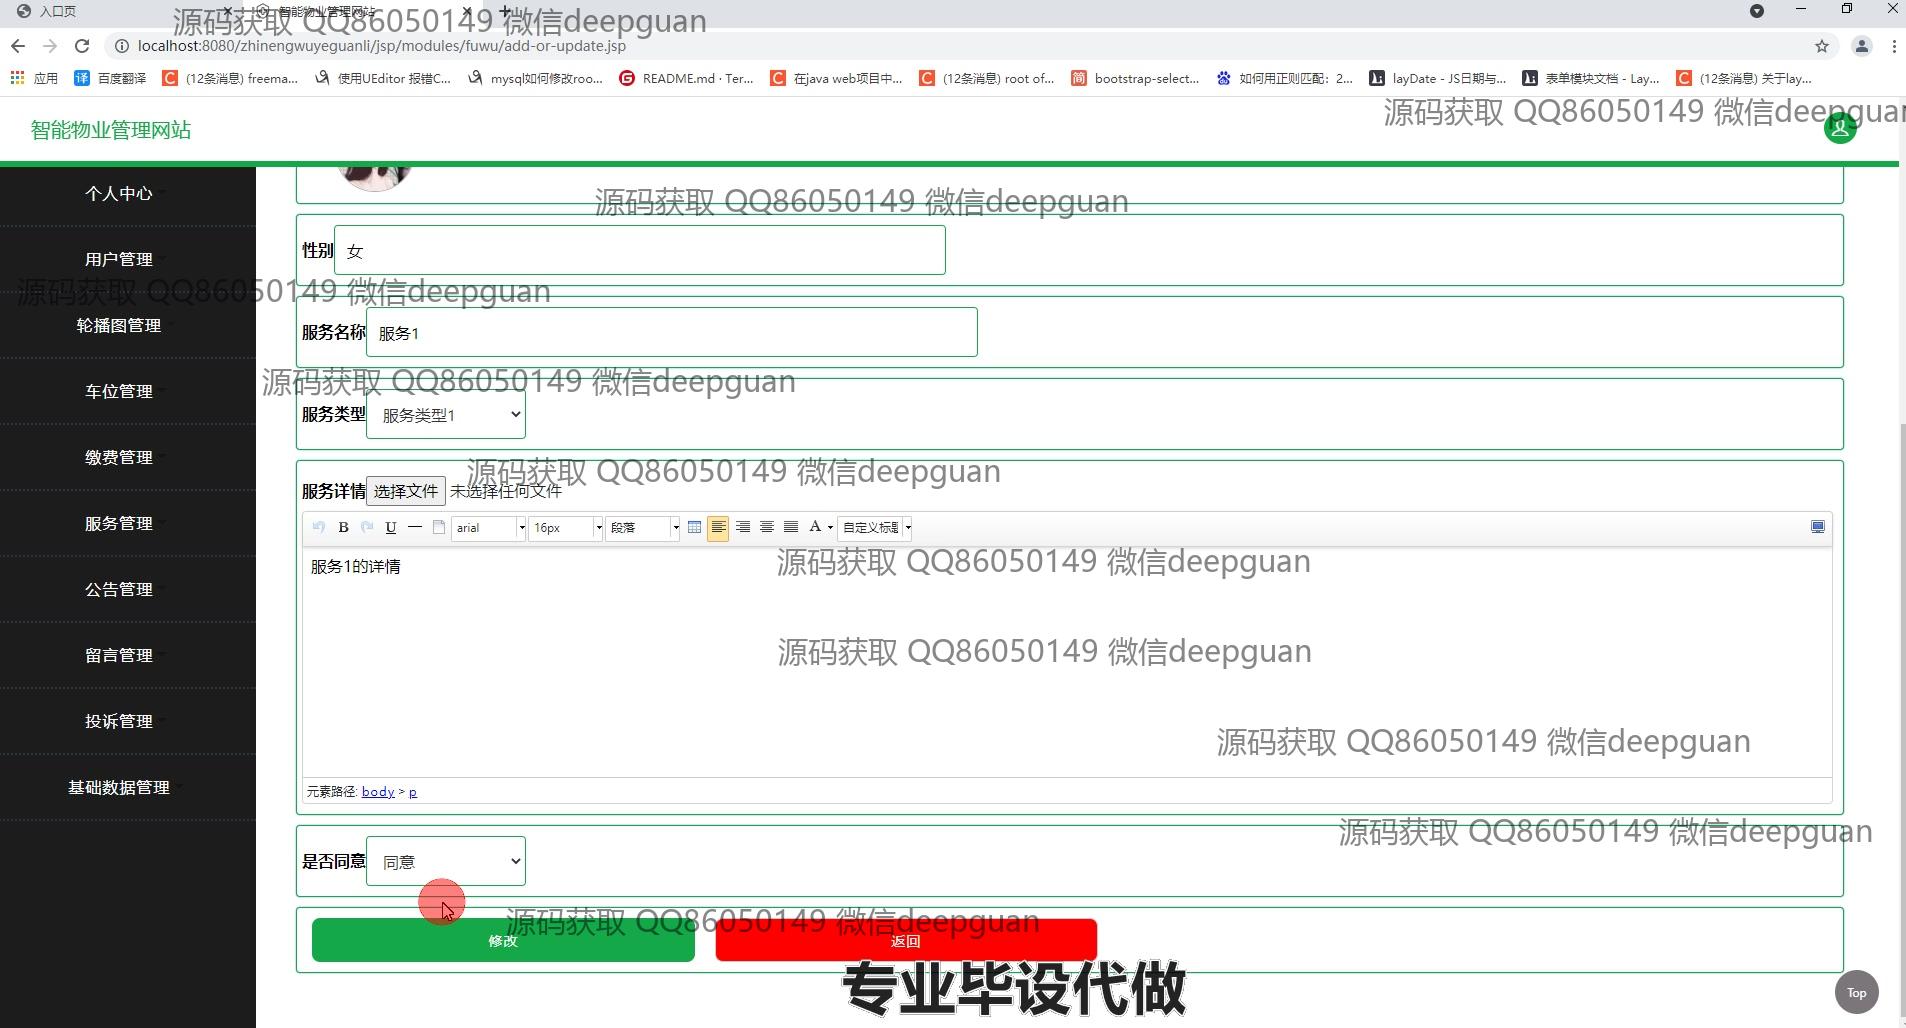 入口页
智能物业管理网站
源码获取 QQ86050149 微信deepguan
localhost:8080/zhinengwuyeguanli/jsp/modules/fuwu/add-or-update.jsp
应用
百度翻译
(12条消息) freema...
使用UEditor 报错C...
mysql如何修改roo...
README.md · Ter...
在java web项目中...
(12条消息) root of...
bootstrap-select...
如何用正则匹配：2...
layDate - JS日期与...
表单模块文档 - Lay...
(12条消息) 关于lay...
智能物业管理网站
源码获取 QQ86050149 微信deepguan
个人中心
源码获取 QQ86050149 微信deepguan
用户管理
性别 女
源码获取 QQ86050149 微信deepguan
轮播图管理
服务名称 服务1
车位管理
源码获取 QQ86050149 微信deepguan
服务类型 服务类型1
缴费管理
源码获取 QQ86050149 微信deepguan
服务详情 选择文件 未选择任何文件
服务管理
B U arial 16px 段落 A 自定义标题
服务1的详情
源码获取 QQ86050149 微信deepguan
公告管理
留言管理
源码获取 QQ86050149 微信deepguan
投诉管理
源码获取 QQ86050149 微信deepguan
基础数据管理
元素路径: body > p
源码获取 QQ86050149 微信deepguan
是否同意 同意
源码获取 QQ86050149 微信deepguan
修改
返回
专业毕设代做
Top